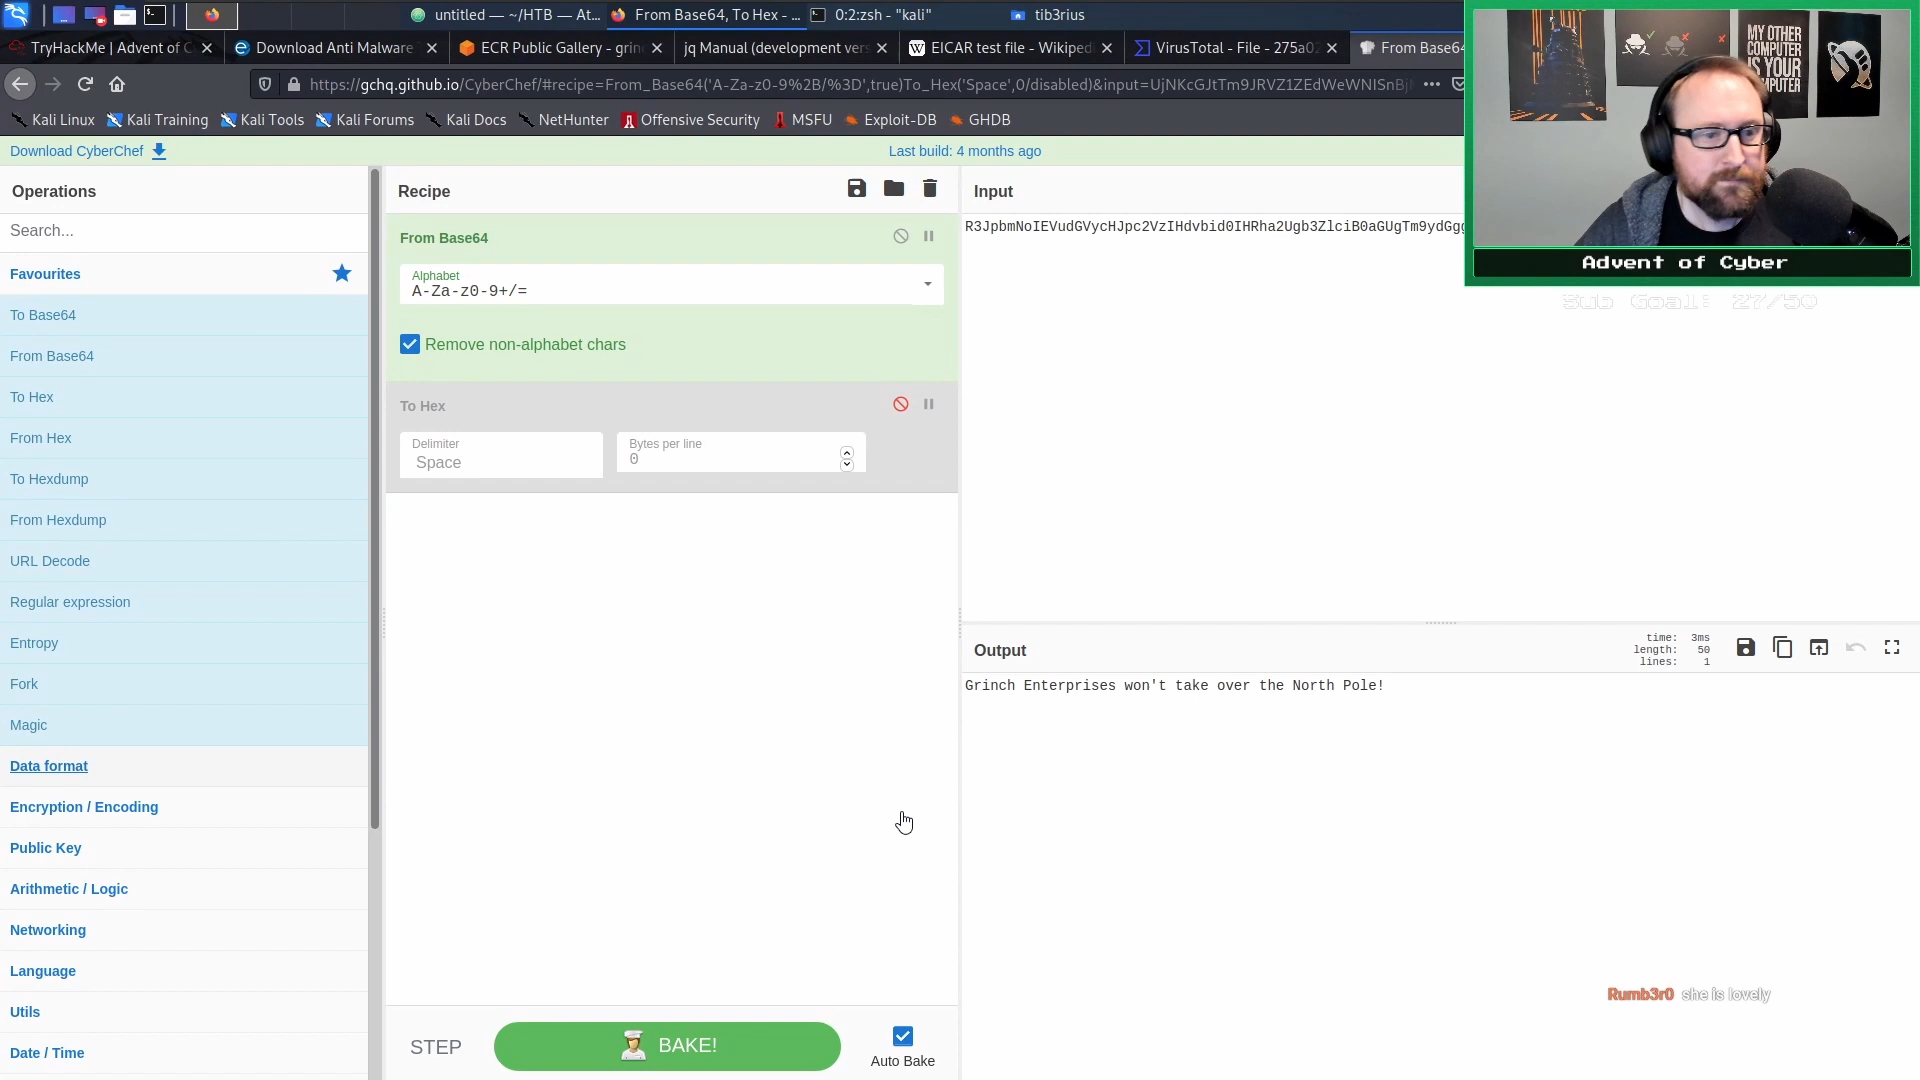 untitled — ~/HTB — At...
From Base64, To Hex - ...
0:2:zsh - "kali"
tib3rius
TryHackMe | Advent of C
Download Anti Malware
ECR Public Gallery - grin
jq Manual (development ver
EICAR test file - Wikiped
VirusTotal - File - 275a02
From Base64
https://gchq.github.io/CyberChef/#recipe=From_Base64('A-Za-z0-9%2B/%3D',true)To_Hex('Space',0/disabled)&input=UjNKcGJtTm9JRVZ1ZEdWeWNISnBj
Kali Linux
Kali Training
Kali Tools
Kali Forums
Kali Docs
NetHunter
Offensive Security
MSFU
Exploit-DB
GHDB
MY OTHER
COMPUTER
IS YOUR
COMPUTER
Advent of Cyber
Sub Goal: 27/50
Download CyberChef
Last build: 4 months ago
Operations
Search...
Favourites
To Base64
From Base64
To Hex
From Hex
To Hexdump
From Hexdump
URL Decode
Regular expression
Entropy
Fork
Magic
Data format
Encryption / Encoding
Public Key
Arithmetic / Logic
Networking
Language
Utils
Date / Time
Recipe
From Base64
Alphabet
A-Za-z0-9+/=
Remove non-alphabet chars
To Hex
Delimiter
Space
Bytes per line
0
STEP
BAKE!
Auto Bake
Input
R3JpbmNoIEVudGVycHJpc2VzIHdvbid0IHRha2Ugb3ZlciB0aGUgTm9ydGgg
Output
time: 3ms
length: 50
lines: 1
Grinch Enterprises won't take over the North Pole!
Rumb3r0 she is lovely